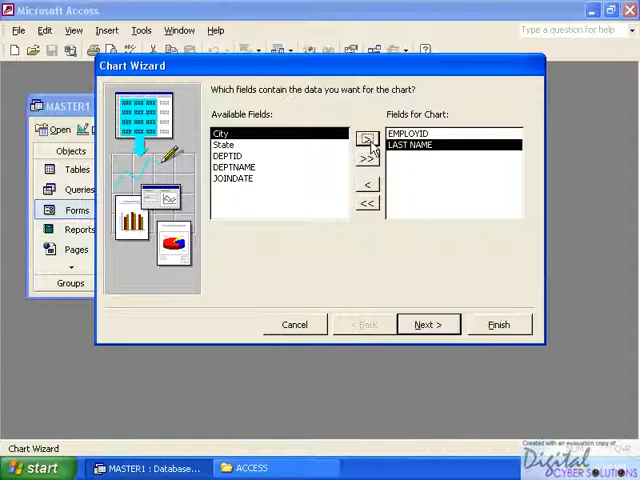 Microsoft Access
File Edit View Insert Tools Window Help
Type a question for help
Chart Wizard
MASTER1
Open
Objects
Tables
Queries
Forms
Reports
Pages
Groups
Which fields contain the data you want for the chart?
Available Fields:
Fields for Chart:
City
State
DEPTID
DEPTNAME
JOINDATE
>
>>
<
<<
EMPLOYID
LAST NAME
Cancel
< Back
Next >
Finish
Chart Wizard
Created with an evaluation copy of
Digital
CYBER SOLUTIONS
start
MASTER1 : Database...
ACCESS